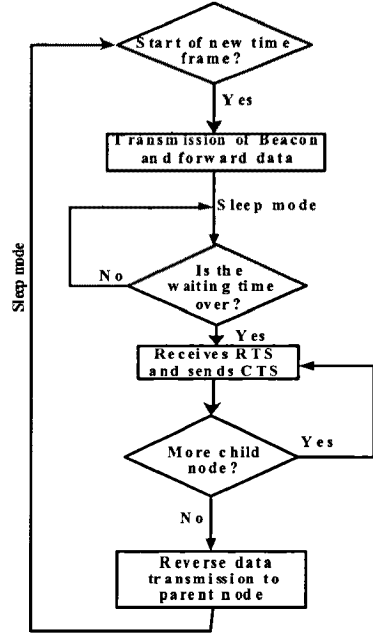 Start of new time
frame?
Yes
Transmission of Beacon
and forward data
Sleep mode
No
Is the
waiting time
over?
Yes
Receives RTS
and sends CTS
More child
node?
Yes
No
Reverse data
transmission to
parent node
Sleep mode